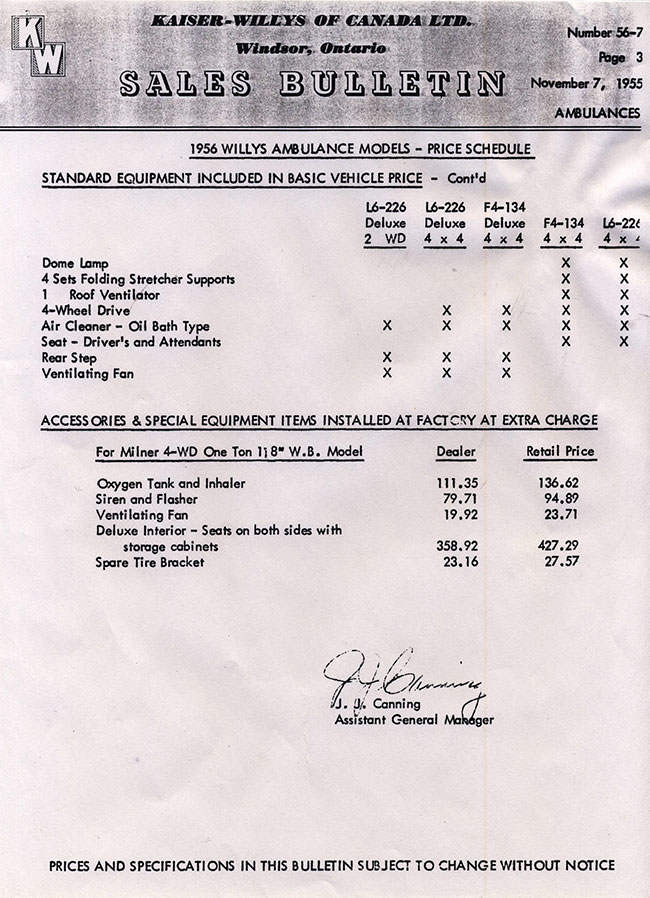 KW
KAISER-WILLYS OF CANADA LTD.
Windsor, Ontario
SALES BULLETIN
Number 56-7
Page 3
November 7, 1955
AMBULANCES
1956 WILLYS AMBULANCE MODELS - PRICE SCHEDULE
STANDARD EQUIPMENT INCLUDED IN BASIC VEHICLE PRICE - Cont'd
L6-226 L6-226 F4-134
Deluxe Deluxe Deluxe F4-134 L6-226
2 WD 4 x 4 4 x 4 4 x 4 4 x 4
Dome Lamp X X
4 Sets Folding Stretcher Supports X X
1 Roof Ventilator X X
4-Wheel Drive X X X X
Air Cleaner - Oil Bath Type X X X X X
Seat - Driver's and Attendants X X
Rear Step X X X
Ventilating Fan X X X
ACCESSORIES & SPECIAL EQUIPMENT ITEMS INSTALLED AT FACTORY AT EXTRA CHARGE
For Milner 4-WD One Ton 118" W.B. Model Dealer Retail Price
Oxygen Tank and Inhaler 111.35 136.62
Siren and Flasher 79.71 94.89
Ventilating Fan 19.92 23.71
Deluxe Interior - Seats on both sides with
storage cabinets 358.92 427.29
Spare Tire Bracket 23.16 27.57
J. J. Canning
J. J. Canning
Assistant General Manager
PRICES AND SPECIFICATIONS IN THIS BULLETIN SUBJECT TO CHANGE WITHOUT NOTICE